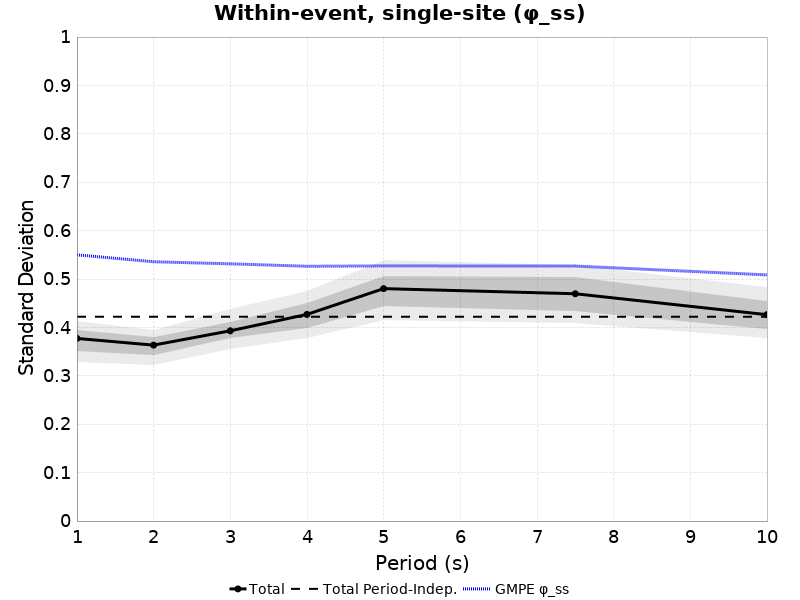 Within-event, single-site (φ_ss)
Standard Deviation
1
0.9
0.8
0.7
0.6
0.5
0.4
0.3
0.2
0.1
0
1 2 3 4 5 6 7 8 9 10
Period (s)
Total Total Period-Indep. GMPE φ_ss